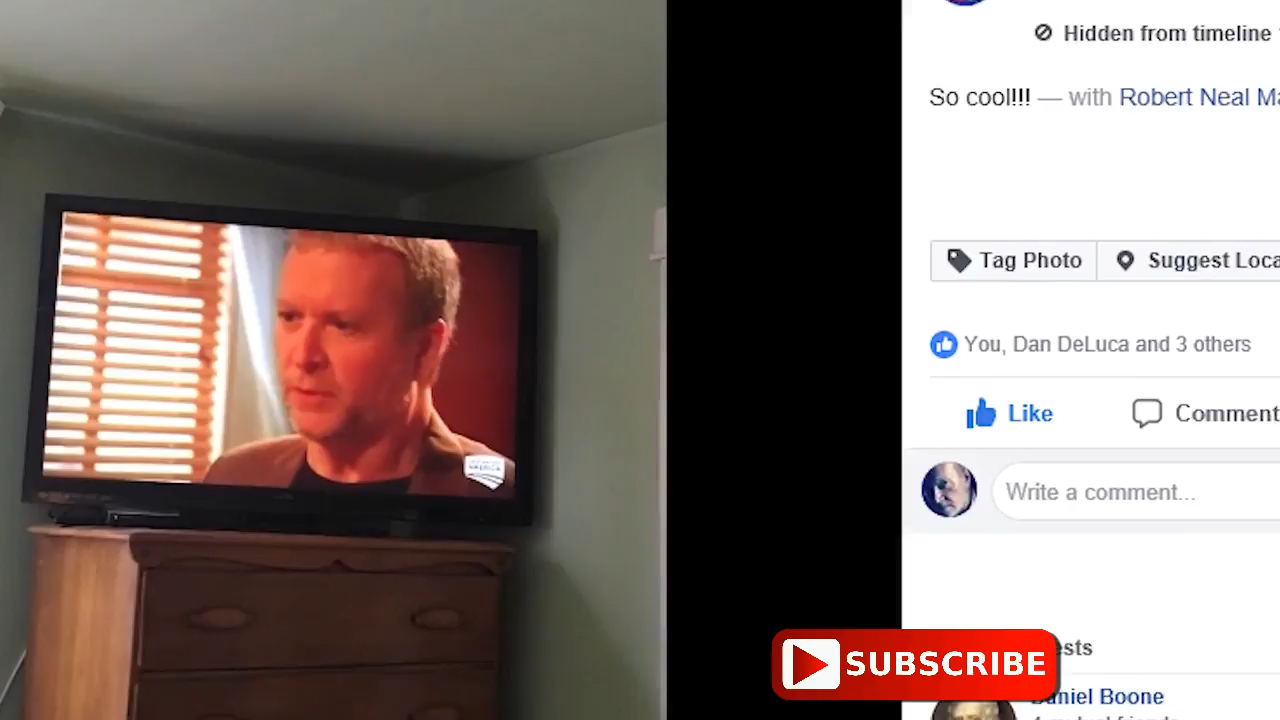 Hidden from timeline
So cool!!! — with Robert Neal Ma
Tag Photo
Suggest Loca
You, Dan DeLuca and 3 others
Like
Comment
Write a comment...
ests
SUBSCRIBE
Daniel Boone
AMERICA